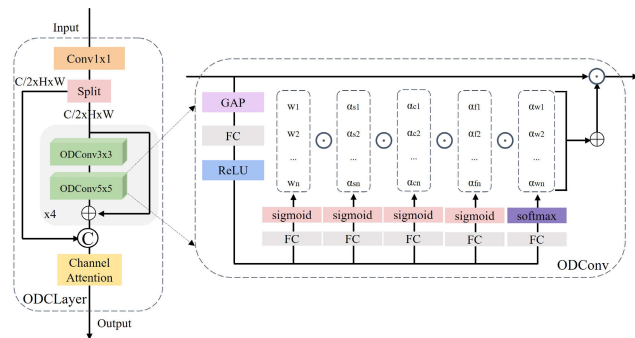 Input
Conv1x1
C/2xHxW
Split
C/2xHxW
ODConv3x3
ODConv5x5
x4
C
Channel
Attention
ODCLayer
Output
GAP
FC
ReLU
w1
w2
...
wn
αs1
αs2
...
αsn
αc1
αc2
...
αcn
αf1
αf2
...
αfn
αw1
αw2
...
αwn
sigmoid
sigmoid
sigmoid
sigmoid
softmax
FC
FC
FC
FC
FC
ODConv